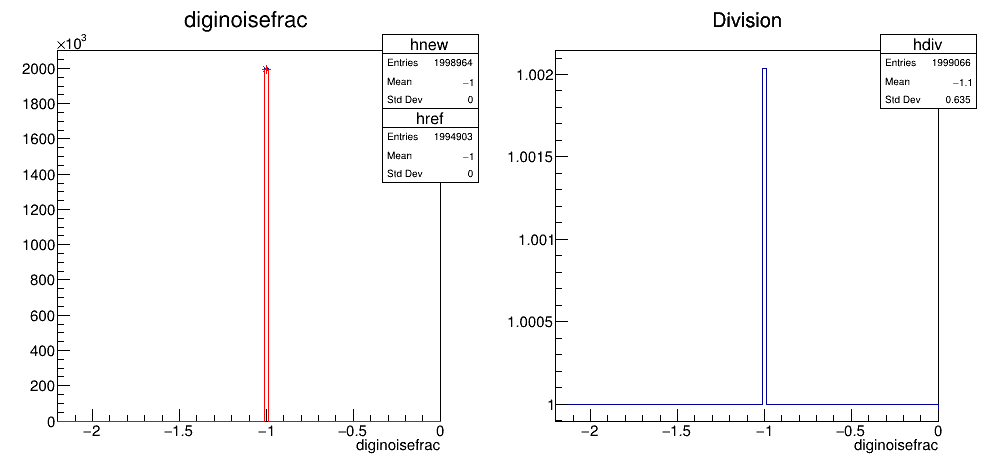 diginoisefrac
×10³
hnew
Entries 1998964
Mean −1
Std Dev 0
href
Entries 1994903
Mean −1
Std Dev 0
2000
1800
1600
1400
1200
1000
800
600
400
200
0
−2 −1.5 −1 −0.5 0
diginoisefrac
Division
hdiv
Entries 1999066
Mean −1.1
Std Dev 0.635
1.002
1.0015
1.001
1.0005
1
−2 −1.5 −1 −0.5 0
diginoisefrac